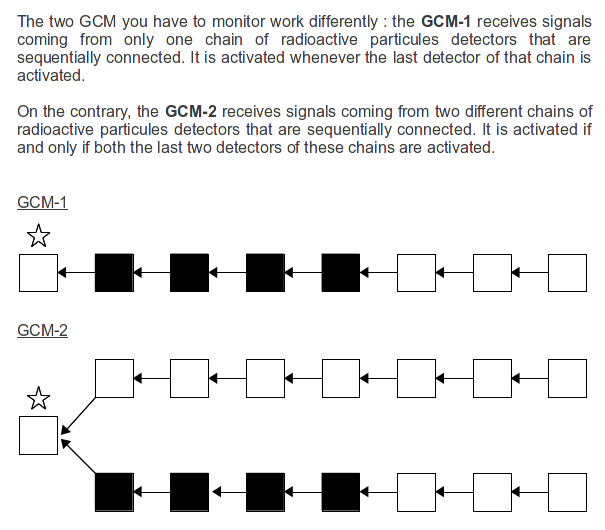 The two GCM you have to monitor work differently : the GCM-1 receives signals
coming from only one chain of radioactive particules detectors that are
sequentially connected. It is activated whenever the last detector of that chain is
activated.
On the contrary, the GCM-2 receives signals coming from two different chains of
radioactive particules detectors that are sequentially connected. It is activated if
and only if both the last two detectors of these chains are activated.
GCM-1
GCM-2